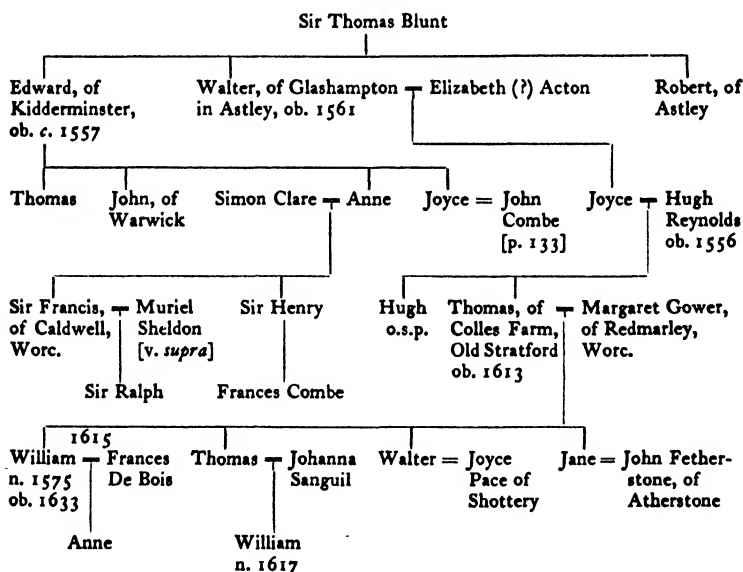 Sir Thomas Blunt
Edward, of Walter, of Glashampton Elizabeth (?) Acton Robert, of
Kidderminster, in Astley, ob. 1561 Astley
ob. c. 1557
Thomas John, of Simon Clare Anne Joyce = John Joyce Hugh
Warwick Combe Reynolds
[p. 133] ob. 1556
Sir Francis, Muriel Sir Henry Hugh Thomas, of Margaret Gower,
of Caldwell, Sheldon o.s.p. Colles Farm, of Redmarley,
Worc. [v. supra] Old Stratford Worc.
ob. 1613
Sir Ralph Frances Combe
1615
William Frances Thomas Johanna Walter = Joyce Jane = John Fether-
n. 1575 De Bois Sanguil Pace of stone, of
ob. 1633 Shottery Atherstone
Anne William
n. 1617